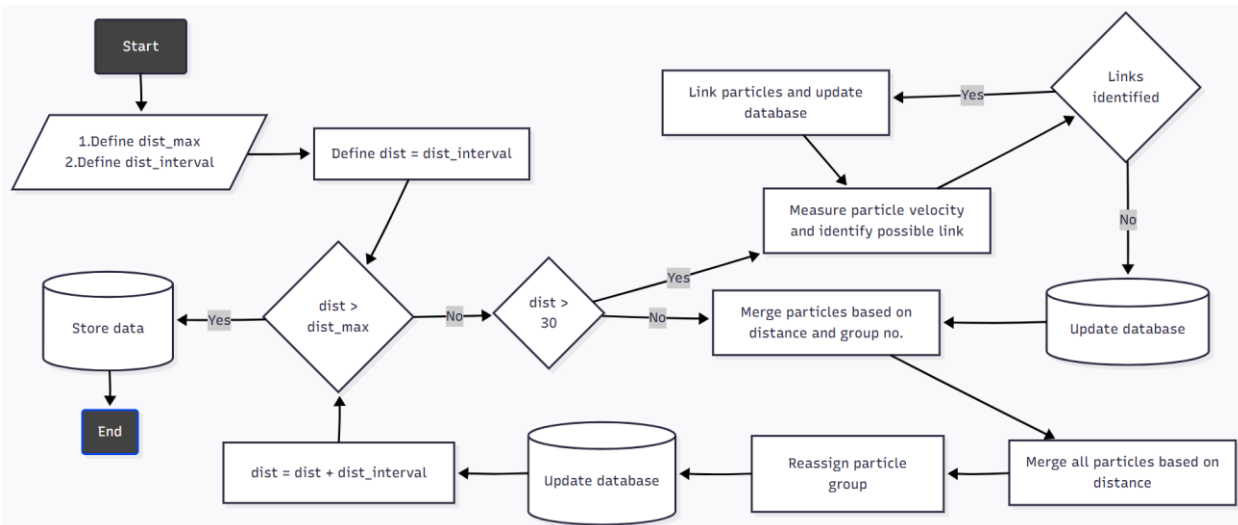 Start
1.Define dist_max
2.Define dist_interval
Define dist = dist_interval
dist >
dist_max
Yes
Store data
End
No
dist >
30
Yes
Measure particle velocity
and identify possible link
Links
identified
Yes
Link particles and update
database
No
Update database
No
Merge particles based on
distance and group no.
Merge all particles based on
distance
Reassign particle
group
Update database
dist = dist + dist_interval